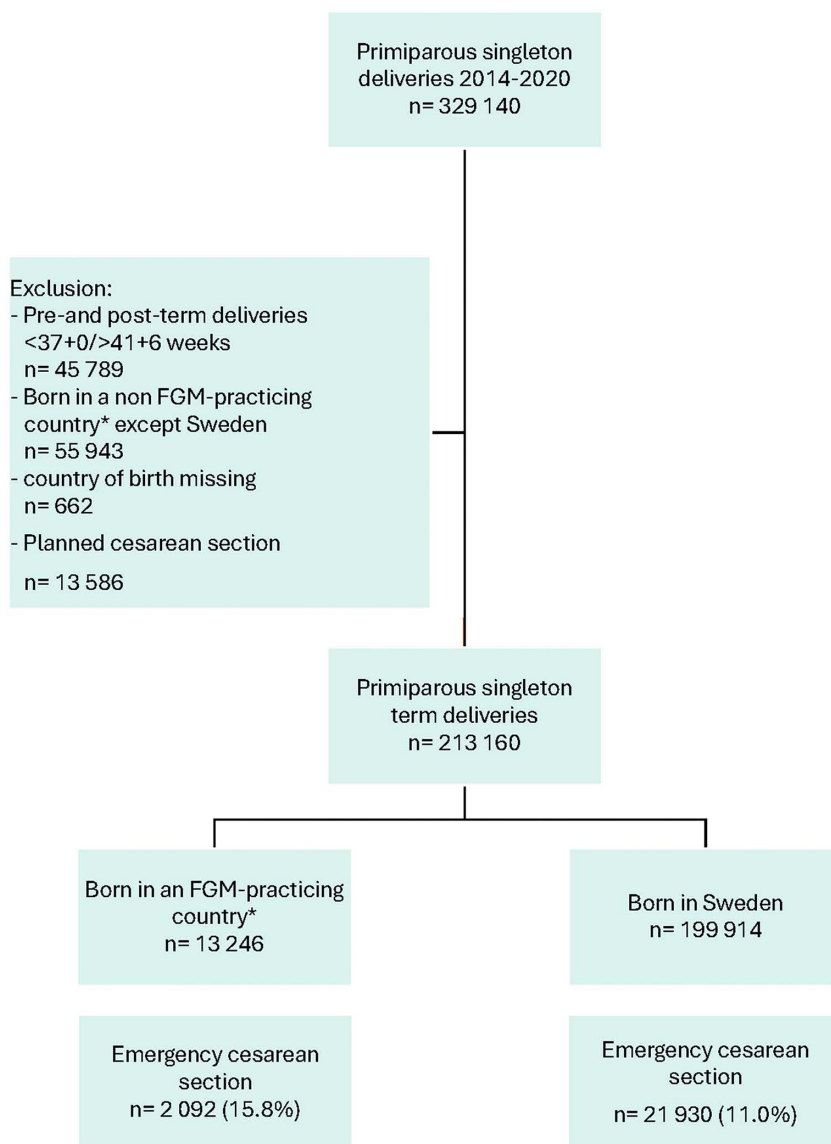 Primiparous singleton
deliveries 2014-2020
n= 329 140
Exclusion:
- Pre-and post-term deliveries
<37+0/>41+6 weeks
n= 45 789
- Born in a non FGM-practicing
country* except Sweden
n= 55 943
- country of birth missing
n= 662
- Planned cesarean section
n= 13 586
Primiparous singleton
term deliveries
n= 213 160
Born in an FGM-practicing
country*
n= 13 246
Born in Sweden
n= 199 914
Emergency cesarean
section
n= 2 092 (15.8%)
Emergency cesarean
section
n= 21 930 (11.0%)